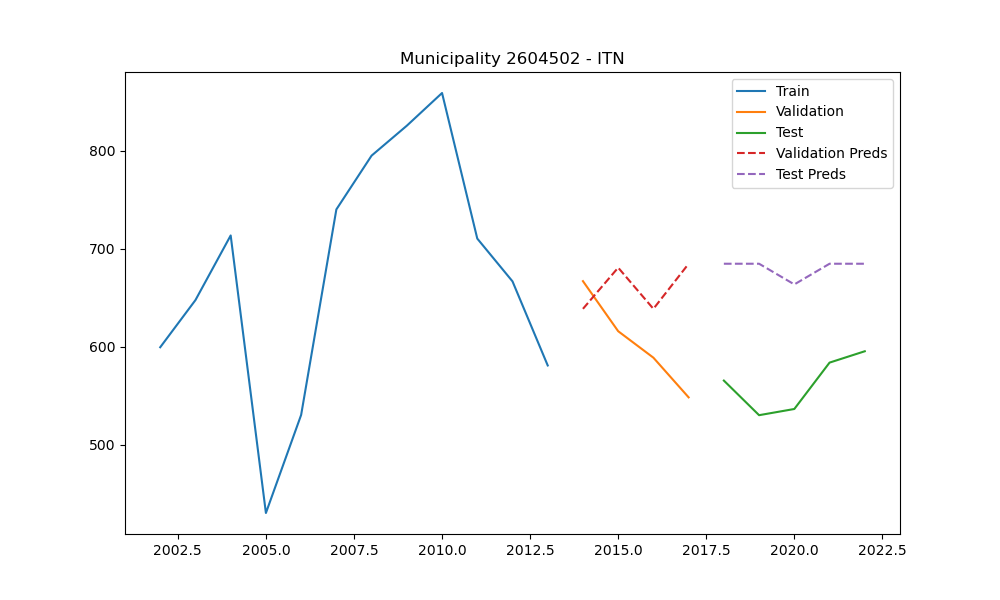 Municipality 2604502 - ITN
Train
Validation
Test
Validation Preds
Test Preds
800
700
600
500
2002.5 2005.0 2007.5 2010.0 2012.5 2015.0 2017.5 2020.0 2022.5